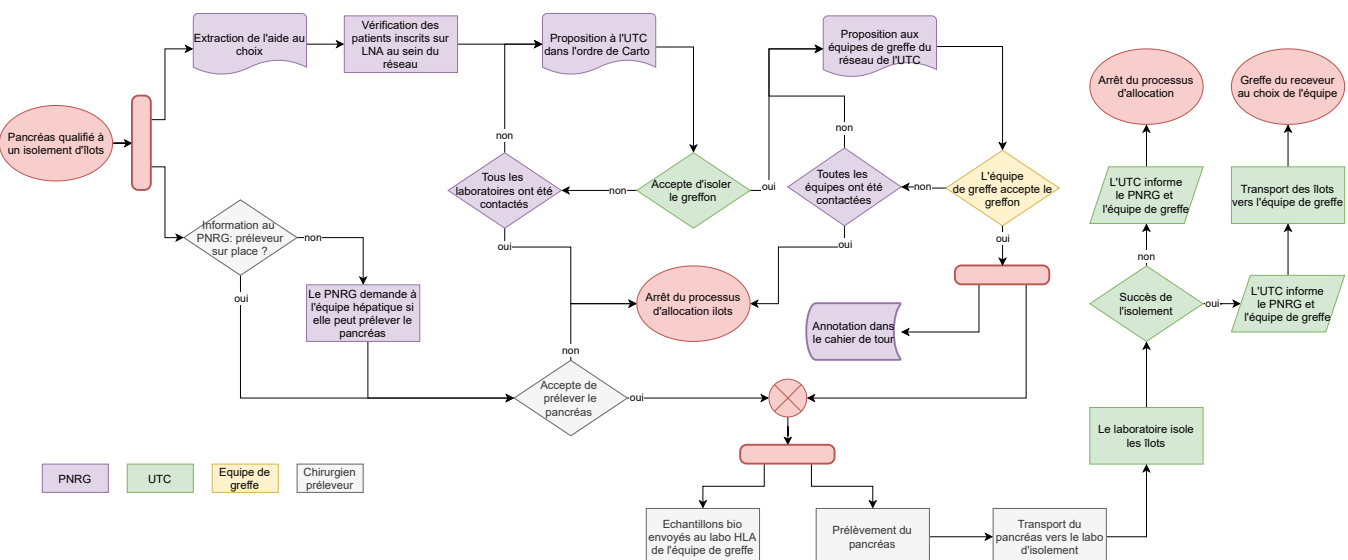 Pancréas qualifié à
un isolement d'îlots
Extraction de l'aide au
choix
Vérification des
patients inscrits sur
LNA au sein du
réseau
Proposition à l'UTC
dans l'ordre de Carto
Proposition aux
équipes de greffe du
réseau de l'UTC
non
Tous les
laboratoires ont été
contactés
non
Accepte d'isoler
le greffon
oui
non
Toutes les
équipes ont été
contactées
non
L'équipe
de greffe accepte le
greffon
oui
oui
oui
Information au
PNRG: préleveur
sur place ?
non
oui
Le PNRG demande à
l'équipe hépatique si
elle peut prélever le
pancréas
Arrêt du processus
d'allocation ilots
Annotation dans
le cahier de tour
non
Accepte de
prélever le
pancréas
oui
Echantillons bio
envoyés au labo HLA
de l'équipe de greffe
Prélèvement du
pancréas
Transport du
pancréas vers le labo
d'isolement
Le laboratoire isole
les îlots
Succès de
l'isolement
non
oui
L'UTC informe
le PNRG et
l'équipe de greffe
Arrêt du processus
d'allocation
L'UTC informe
le PNRG et
l'équipe de greffe
Transport des îlots
vers l'équipe de greffe
Greffe du receveur
au choix de l'équipe
PNRG
UTC
Equipe de
greffe
Chirurgien
préleveur